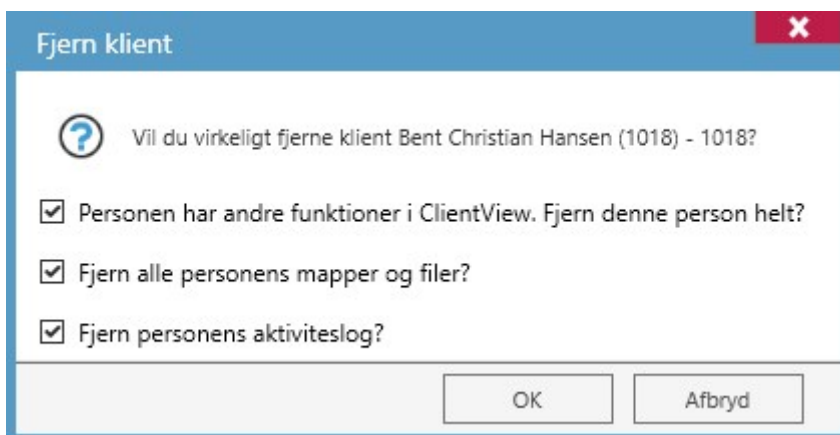 Fjern klient
Vil du virkeligt fjerne klient Bent Christian Hansen (1018) - 1018?
Personen har andre funktioner i ClientView. Fjern denne person helt?
Fjern alle personens mapper og filer?
Fjern personens aktiviteslog?
OK Afbryd